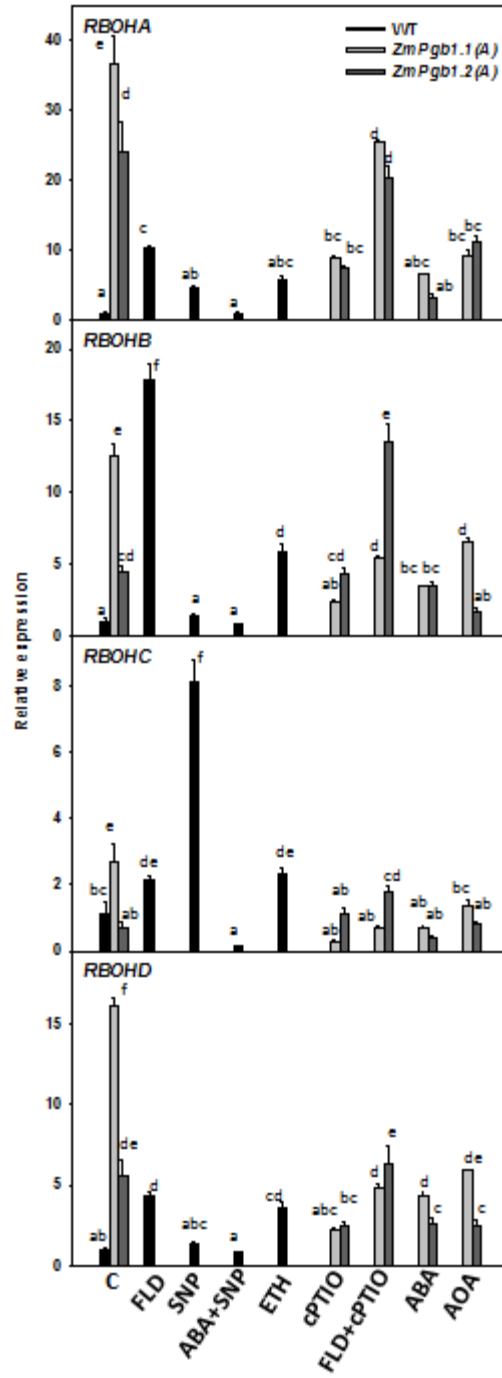 RBOHA
WT
ZmPgb1.1(A)
ZmPgb1.2(A)
40
30
20
10
0
a e d c ab a abc bc bc d d abc ab bc bc
RBOHB
20
15
10
5
0
a e cd f a a d ab cd d e bc bc d ab
Relative expression
RBOHC
8
6
4
2
0
bc e ab de f a de ab ab ab cd ab ab bc ab
RBOHD
15
10
5
0
ab f de d abc a cd abc bc d e d c de c
C FLD SNP ABA+SNP ETH cPTIO FLD+cPTIO ABA AOA